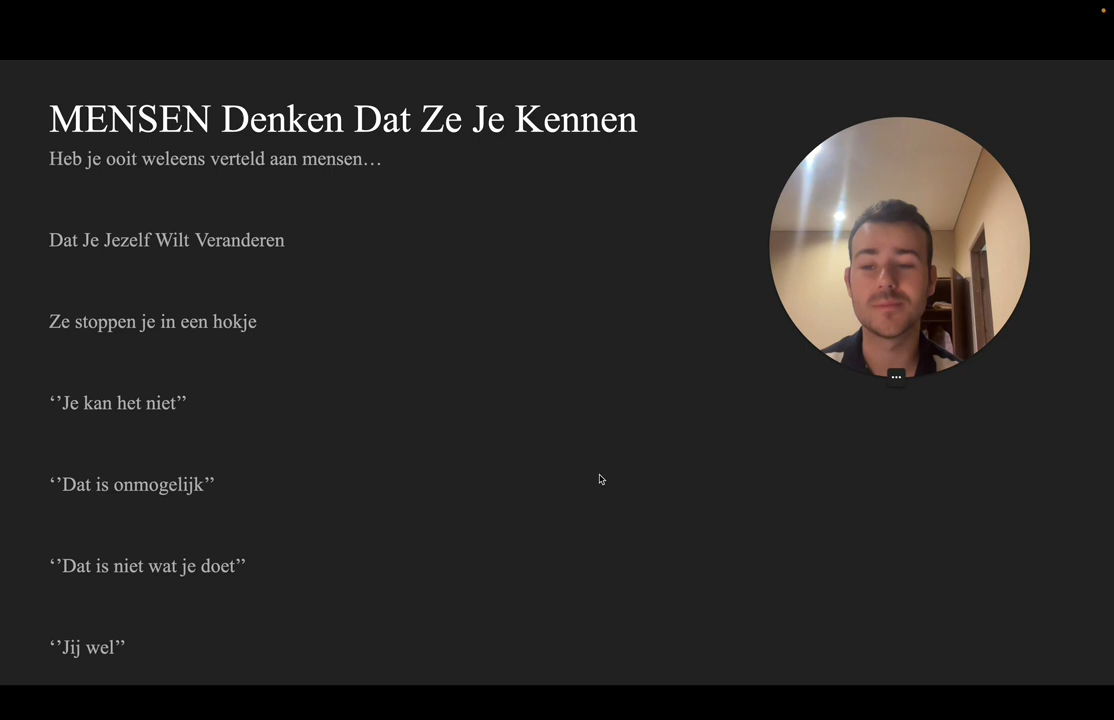 MENSEN Denken Dat Ze Je Kennen
Heb je ooit weleens verteld aan mensen…
Dat Je Jezelf Wilt Veranderen
Ze stoppen je in een hokje
‘’Je kan het niet’’
‘’Dat is onmogelijk’’
‘’Dat is niet wat je doet’’
‘’Jij wel’’